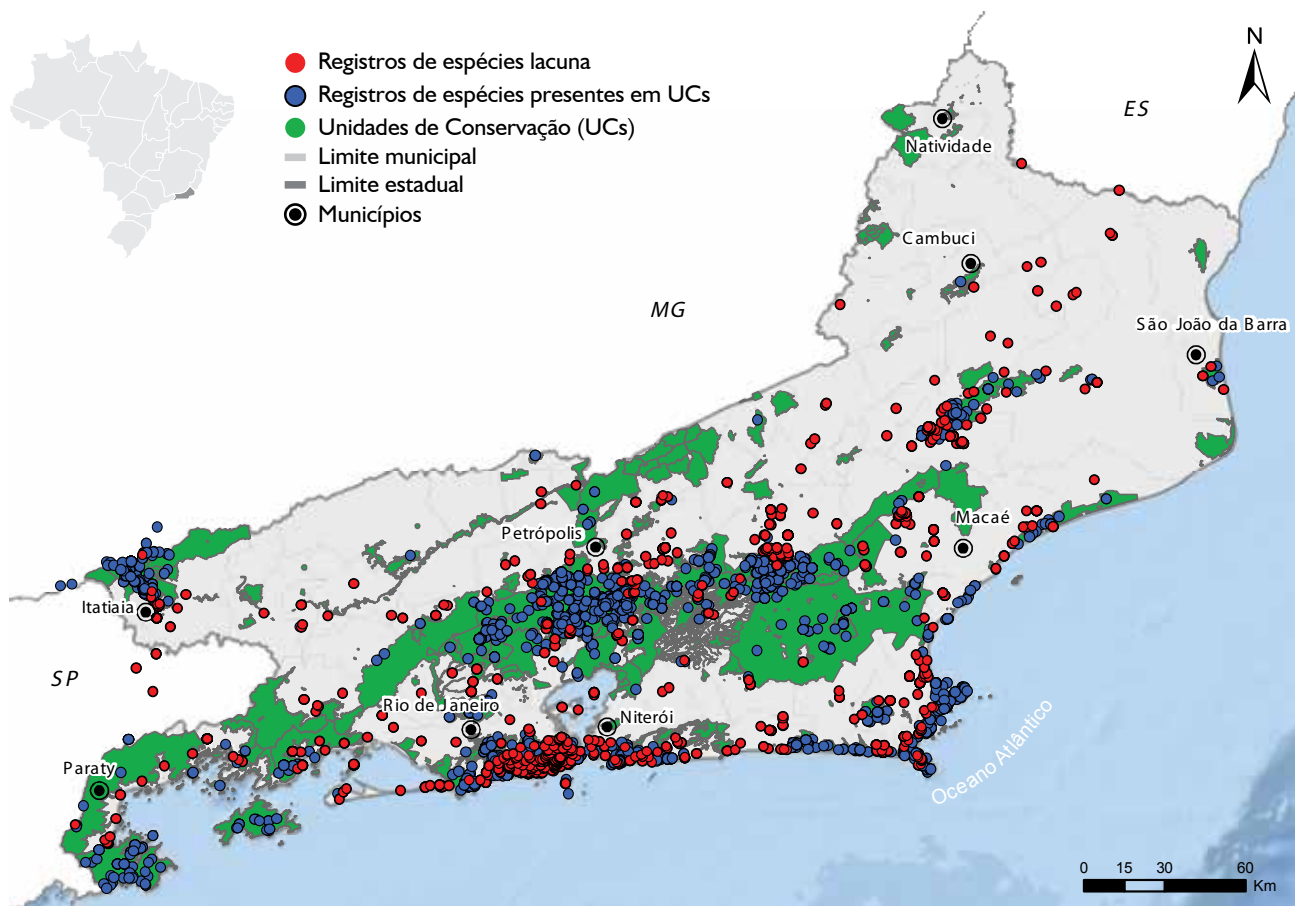 Registros de espécies lacuna
Registros de espécies presentes em UCs
Unidades de Conservação (UCs)
Limite municipal
Limite estadual
Municípios
N
ES
Natividade
Cambuci
MG
São João da Barra
Petrópolis
Macaé
Itatiaia
SP
Rio de Janeiro
Niterói
Paraty
Oceano Atlântico
0 15 30 60
Km